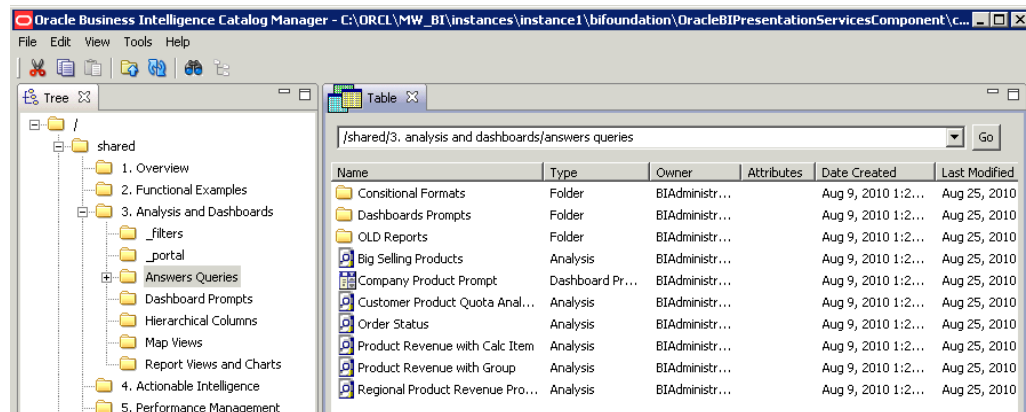 Oracle Business Intelligence Catalog Manager - C:\ORCL\MW_BI\instances\instance1\bifoundation\OracleBIPresentationServicesComponent\c...
File Edit View Tools Help
Tree
/
shared
1. Overview
2. Functional Examples
3. Analysis and Dashboards
_filters
_portal
Answers Queries
Dashboard Prompts
Hierarchical Columns
Map Views
Report Views and Charts
4. Actionable Intelligence
5. Performance Management
Table
/shared/3. analysis and dashboards/answers queries Go
Name Type Owner Attributes Date Created Last Modified
Consitional Formats Folder BIAdministr... Aug 9, 2010 1:2... Aug 25, 2010
Dashboards Prompts Folder BIAdministr... Aug 9, 2010 1:2... Aug 25, 2010
OLD Reports Folder BIAdministr... Aug 9, 2010 1:2... Aug 25, 2010
Big Selling Products Analysis BIAdministr... Aug 9, 2010 1:2... Aug 25, 2010
Company Product Prompt Dashboard Pr... BIAdministr... Aug 9, 2010 1:2... Aug 25, 2010
Customer Product Quota Anal... Analysis BIAdministr... Aug 9, 2010 1:2... Aug 25, 2010
Order Status Analysis BIAdministr... Aug 9, 2010 1:2... Aug 25, 2010
Product Revenue with Calc Item Analysis BIAdministr... Aug 9, 2010 1:2... Aug 25, 2010
Product Revenue with Group Analysis BIAdministr... Aug 9, 2010 1:2... Aug 25, 2010
Regional Product Revenue Pro... Analysis BIAdministr... Aug 9, 2010 1:2... Aug 25, 2010